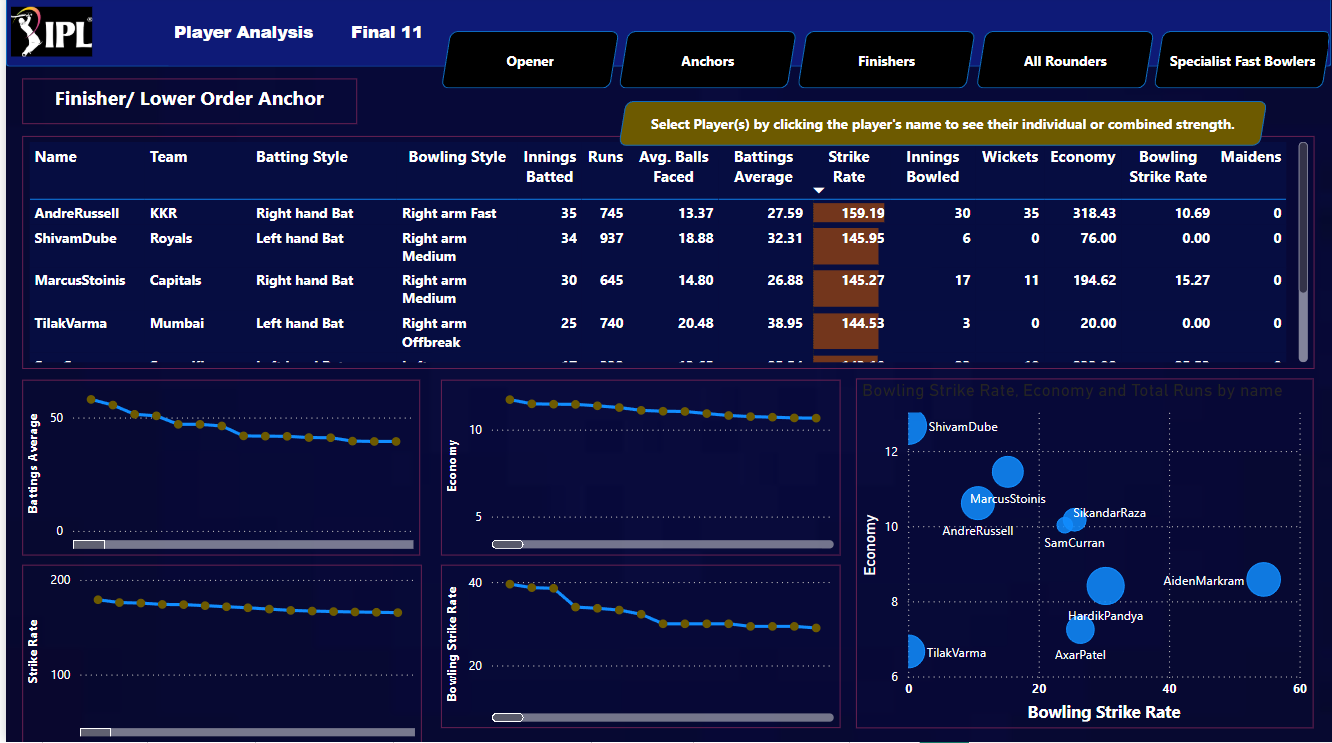 IPL
Player Analysis
Final 11
Opener
Anchors
Finishers
All Rounders
Specialist Fast Bowlers
Finisher/ Lower Order Anchor
Select Player(s) by clicking the player's name to see their individual or combined strength.
Name Team Batting Style Bowling Style Innings Batted Runs Avg. Balls Faced Battings Average Strike Rate Innings Bowled Wickets Economy Bowling Strike Rate Maidens
AndreRussell KKR Right hand Bat Right arm Fast 35 745 13.37 27.59 159.19 30 35 318.43 10.69 0
ShivamDube Royals Left hand Bat Right arm Medium 34 937 18.88 32.31 145.95 6 0 76.00 0.00 0
MarcusStoinis Capitals Right hand Bat Right arm Medium 30 645 14.80 26.88 145.27 17 11 194.62 15.27 0
TilakVarma Mumbai Left hand Bat Right arm Offbreak 25 740 20.48 38.95 144.53 3 0 20.00 0.00 0
Battings Average
50
0
Economy
10
5
Strike Rate
200
100
Bowling Strike Rate
40
20
Bowling Strike Rate, Economy and Total Runs by name
Economy
12
10
8
6
ShivamDube
MarcusStoinis
AndreRussell
SikandarRaza
SamCurran
AidenMarkram
HardikPandya
AxarPatel
TilakVarma
0 20 40 60
Bowling Strike Rate